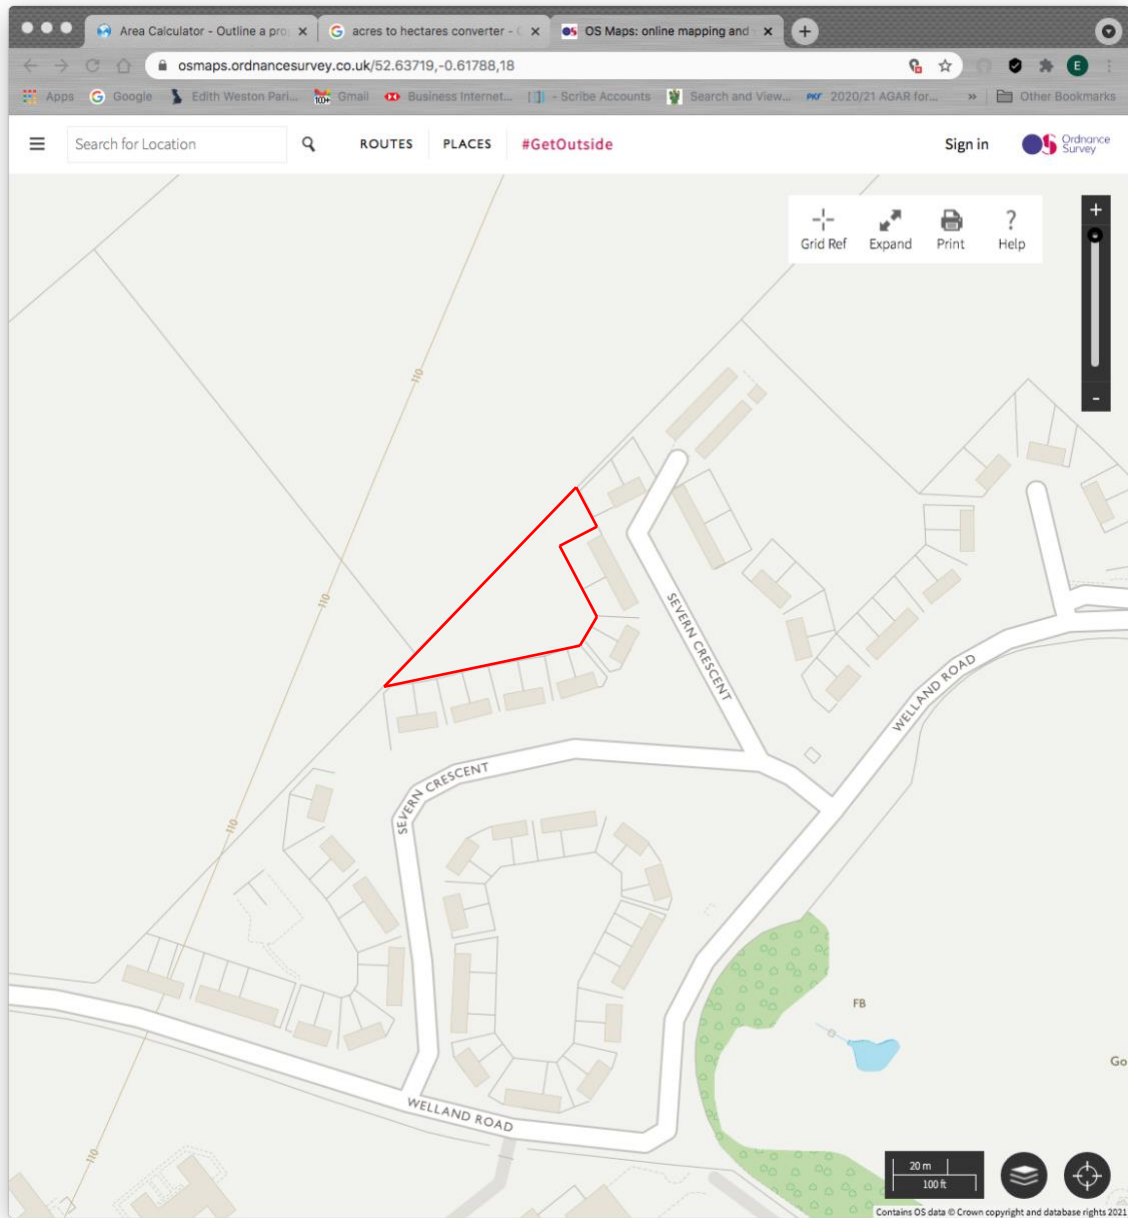 Area Calculator - Outline a pro
acres to hectares converter -
OS Maps: online mapping and
osmaps.ordnancesurvey.co.uk/52.63719,-0.61788,18
E
Apps Google Edith Weston Pari... Gmail Business Internet... - Scribe Accounts Search and View... PKF 2020/21 AGAR for... » Other Bookmarks
Search for Location ROUTES PLACES #GetOutside Sign in OS Ordnance Survey
Grid Ref Expand Print Help
+
-
110
110
110
110
SEVERN CRESCENT
WELLAND ROAD
SEVERN CRESCENT
FB
Go
WELLAND ROAD
20 m
100 ft
Contains OS data © Crown copyright and database rights 2021